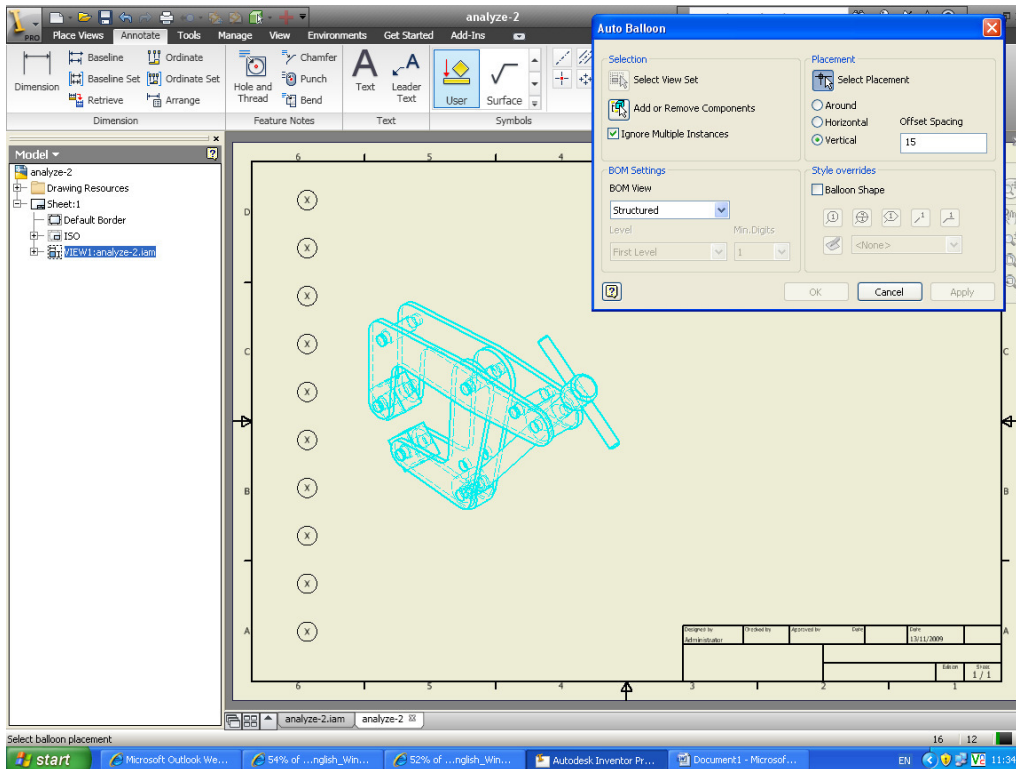 analyze-2
PRO
Place Views Annotate Tools Manage View Environments Get Started Add-Ins
Dimension
Baseline
Ordinate
Baseline Set
Ordinate Set
Retrieve
Arrange
Dimension
Hole and Thread
Chamfer
Punch
Bend
Feature Notes
Text
Leader Text
Text
User
Surface
Symbols
Model
analyze-2
Drawing Resources
Sheet:1
Default Border
ISO
VIEW1:analyze-2.iam
Auto Balloon
Selection
Select View Set
Add or Remove Components
Ignore Multiple Instances
Placement
Select Placement
Around
Horizontal
Vertical
Offset Spacing
15
BOM Settings
BOM View
Structured
Level
Min.Digits
First Level
1
Style overrides
Balloon Shape
<None>
OK
Cancel
Apply
6 5 4
D
C
B
A
C
B
A
X
X
X
X
X
X
X
X
X
X
Designed by
Checked by
Approved by
Date
Date
Administrator
13/11/2009
Edition
Sheet
1 / 1
6 5 4 3 2 1
analyze-2.iam
analyze-2
Select balloon placement
16 12
start
Microsoft Outlook We...
54% of ...nglish_Win...
52% of ...nglish_Win...
Autodesk Inventor Pr...
Document1 - Microsof...
EN
11:34